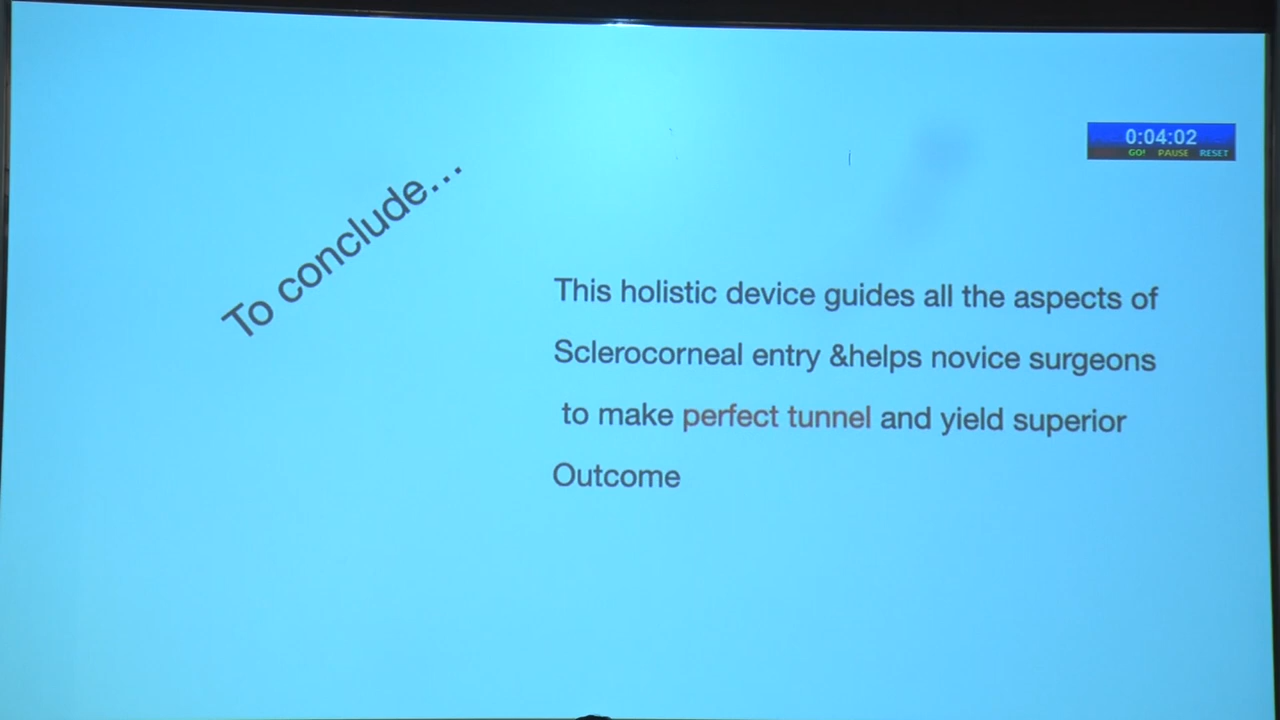 0:04:02
GO! PAUSE RESET
To conclude...
This holistic device guides all the aspects of
Sclerocorneal entry &helps novice surgeons
to make perfect tunnel and yield superior
Outcome